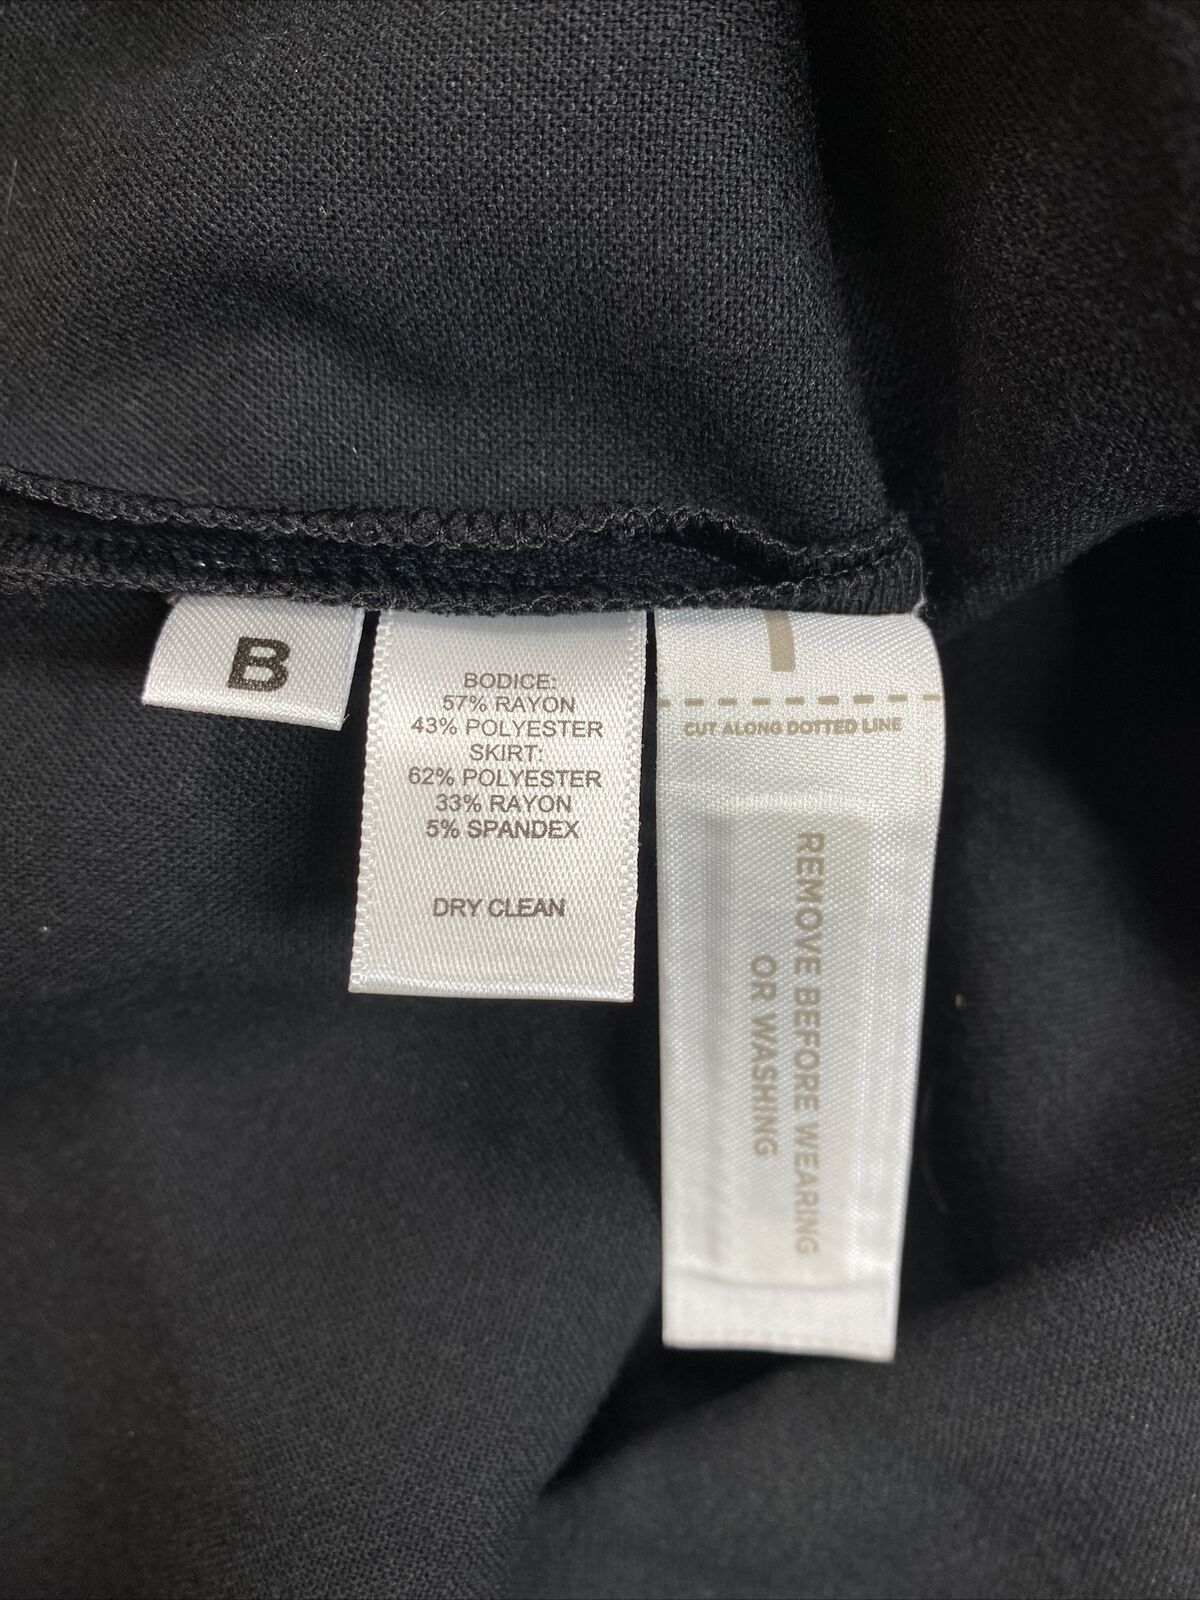 B
BODICE:
57% RAYON
43% POLYESTER
SKIRT:
62% POLYESTER
33% RAYON
5% SPANDEX
DRY CLEAN
CUT ALONG DOTTED LINE
REMOVE BEFORE WEARING
OR WASHING